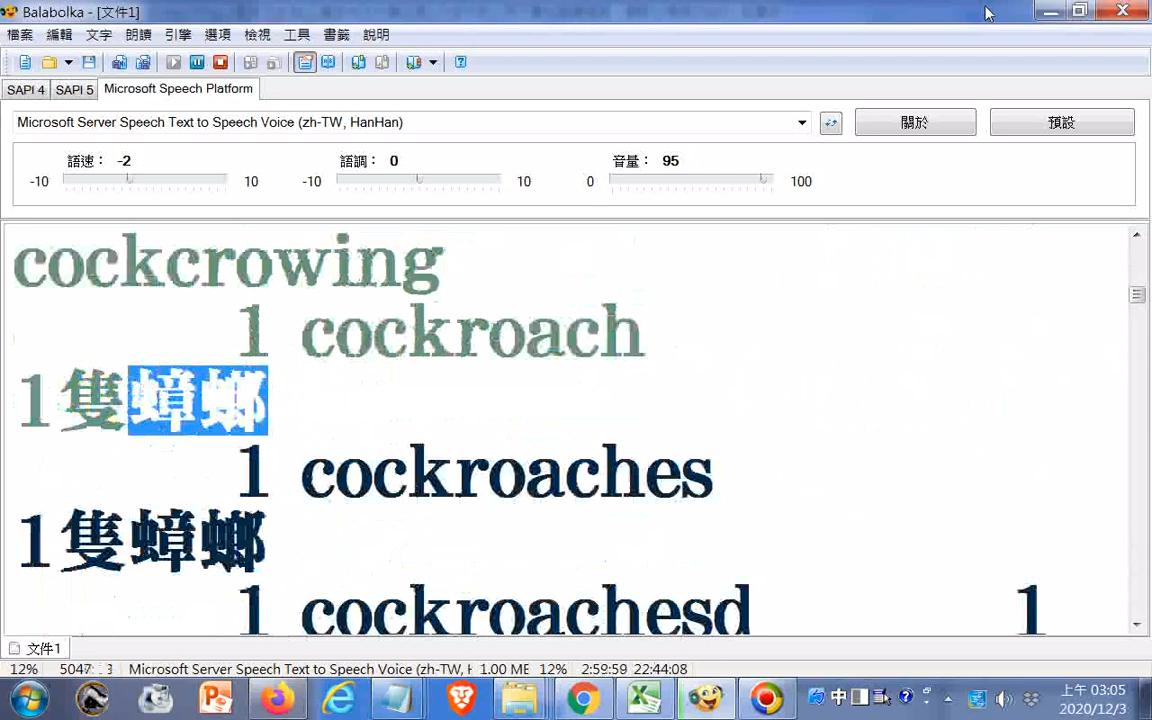 Balabolka - [文件1]
檔案 編輯 文字 朗讀 引擎 選項 檢視 工具 書籤 說明
SAPI 4 SAPI 5 Microsoft Speech Platform
Microsoft Server Speech Text to Speech Voice (zh-TW, HanHan) 關於 預設
語速： -2 語調： 0 音量： 95
-10 10 -10 10 0 100
cockcrowing
1 cockroach
1隻蟑螂
1 cockroaches
1隻蟑螂
1 cockroachesd 1
文件1
12% Microsoft Server Speech Text to Speech Voice (zh-TW, 1.00 ME 12% 2:59:59 22:44:08
中 上午 03:05
2020/12/3